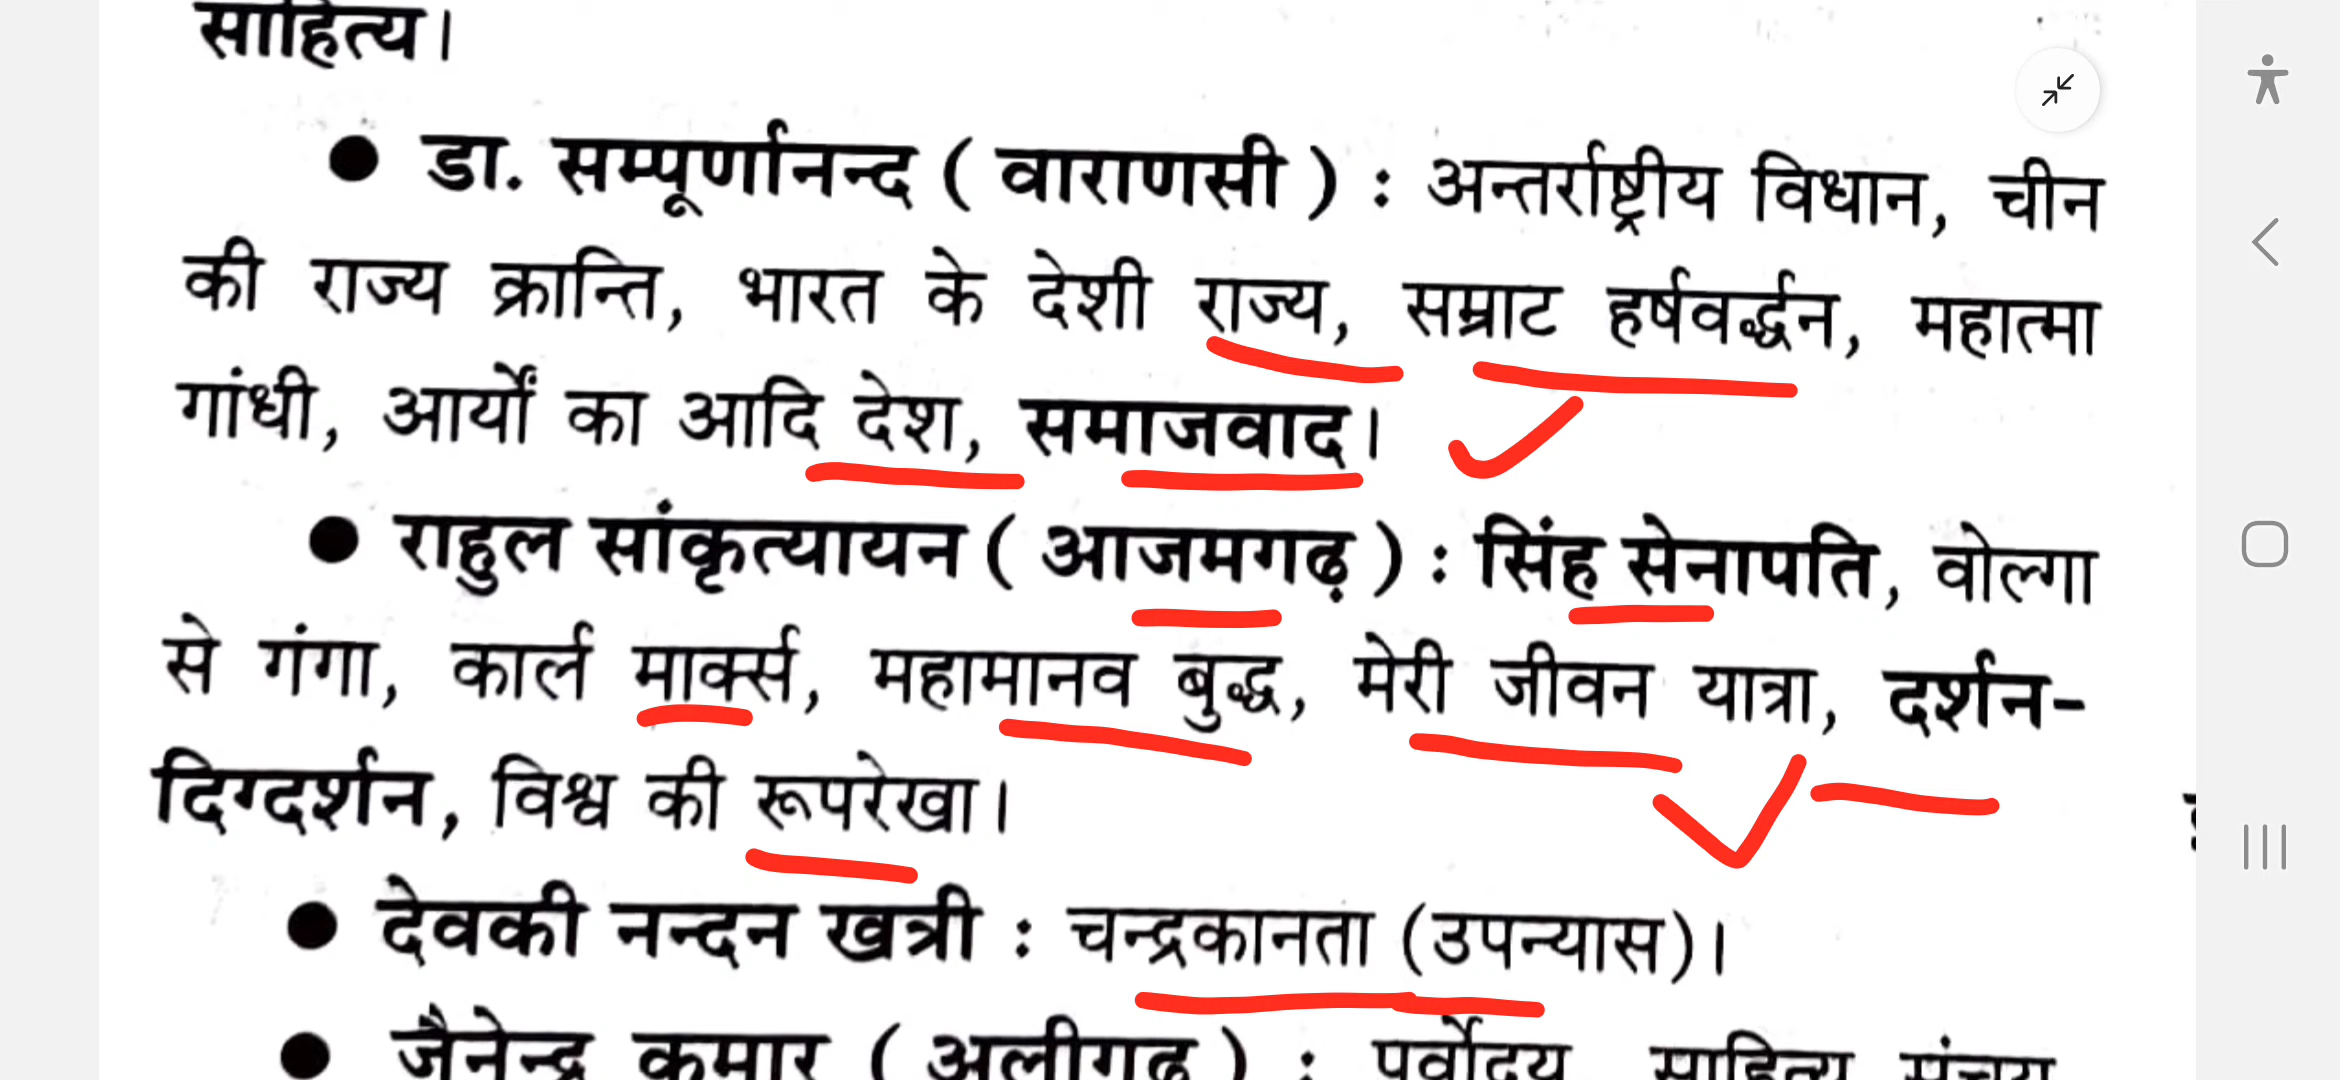 साहित्य।
● डा. सम्पूर्णानन्द ( वाराणसी ) : अन्तर्राष्ट्रीय विधान, चीन
की राज्य क्रान्ति, भारत के देशी राज्य, सम्राट हर्षवर्द्धन, महात्मा
गांधी, आर्यों का आदि देश, समाजवाद।
● राहुल सांकृत्यायन ( आजमगढ़ ) : सिंह सेनापति, वोल्गा
से गंगा, कार्ल मार्क्स, महामानव बुद्ध, मेरी जीवन यात्रा, दर्शन-
दिग्दर्शन, विश्व की रूपरेखा।
● देवकी नन्दन खत्री : चन्द्रकानता (उपन्यास)।
● जैनेन्द्र कुमार ( अलीगढ़ ) : साहित्य संचय